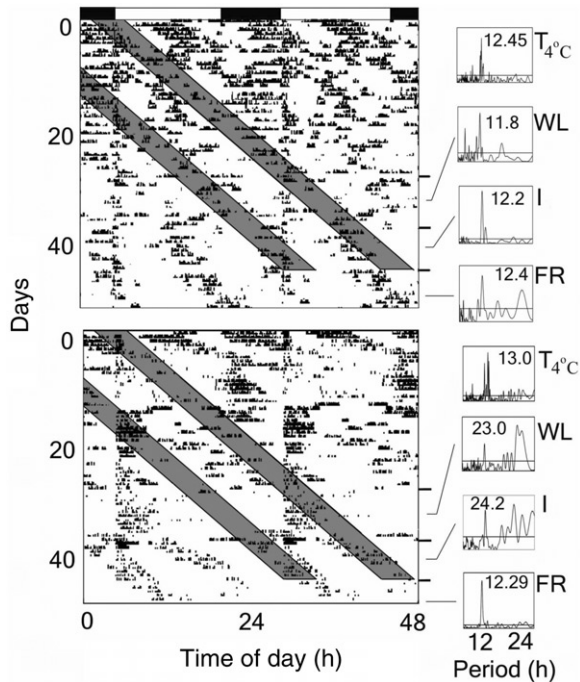 0
20
40
0
20
40
Days
0 24 48
Time of day (h)
12.45 T4°C
11.8 WL
12.2 I
12.4 FR
13.0 T4°C
23.0 WL
24.2 I
12.29 FR
12 24
Period (h)